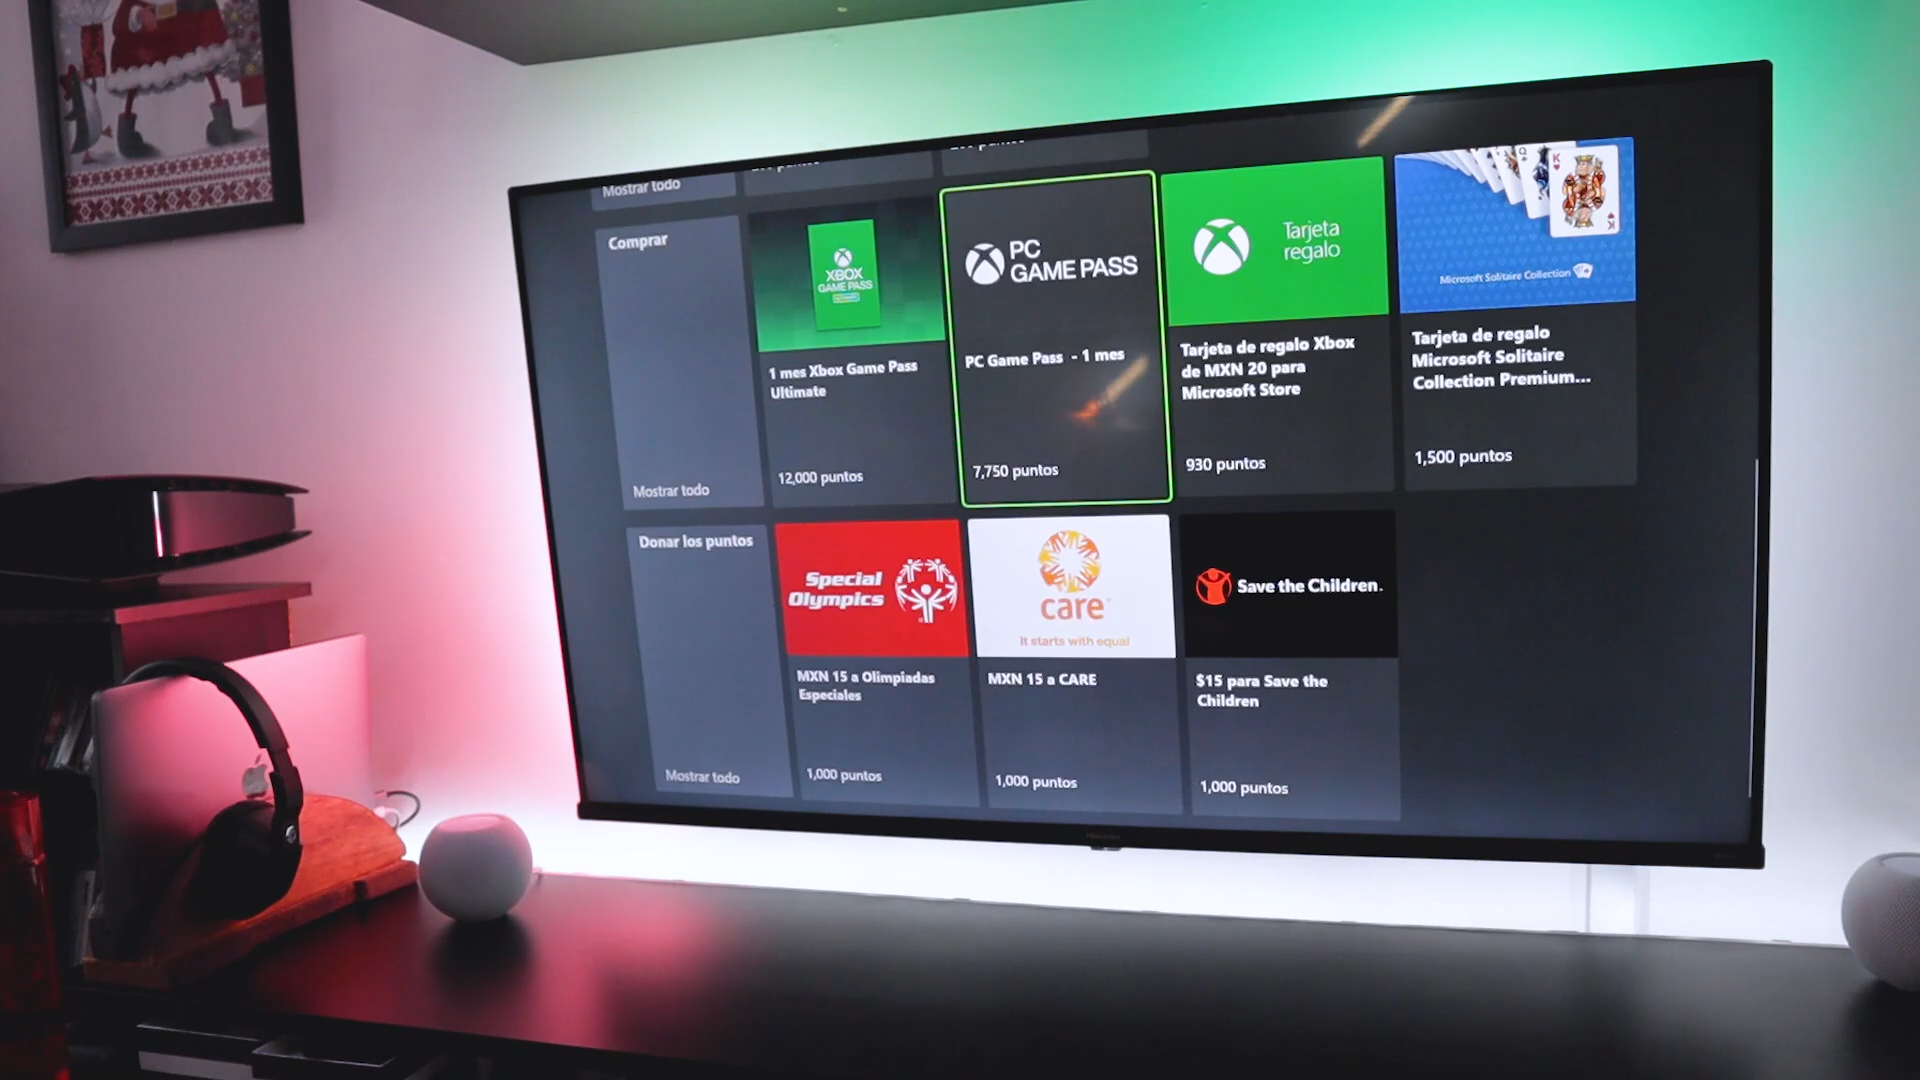 Mostrar todo
Comprar
Mostrar todo
XBOX
GAME PASS
1 mes Xbox Game Pass
Ultimate
12,000 puntos
PC
GAME PASS
PC Game Pass - 1 mes
7,750 puntos
Tarjeta
regalo
Tarjeta de regalo Xbox
de MXN 20 para
Microsoft Store
930 puntos
K
Q
K
Microsoft Solitaire Collection
Tarjeta de regalo
Microsoft Solitaire
Collection Premium...
1,500 puntos
Donar los puntos
Mostrar todo
Special
Olympics
MXN 15 a Olimpiadas
Especiales
1,000 puntos
care
It starts with equal
MXN 15 a CARE
1,000 puntos
Save the Children.
$15 para Save the
Children
1,000 puntos